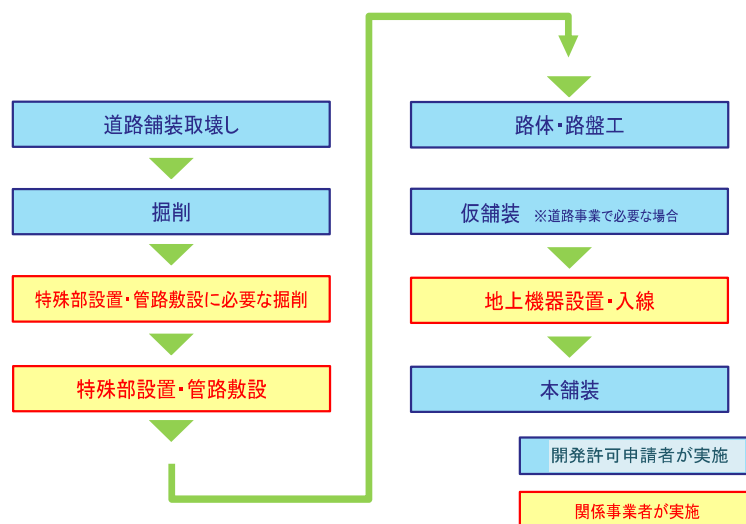 道路舗装取壊し
掘削
特殊部設置・管路敷設に必要な掘削
特殊部設置・管路敷設
路体・路盤工
仮舗装 ※道路事業で必要な場合
地上機器設置・入線
本舗装
開発許可申請者が実施
関係事業者が実施